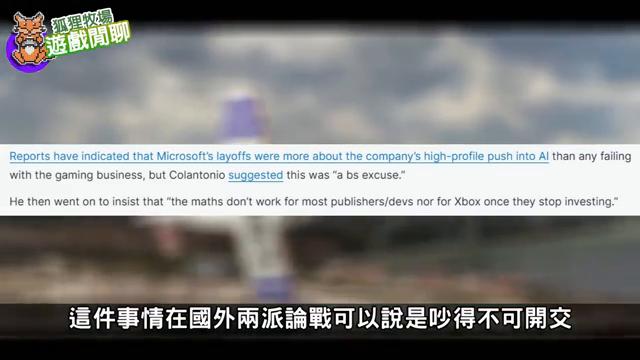 狐狸牧場
遊戲閒聊
Reports have indicated that Microsoft's layoffs were more about the company's high-profile push into AI than any failing
with the gaming business, but Colantonio suggested this was “a bs excuse.”
He then went on to insist that “the maths don't work for most publishers/devs nor for Xbox once they stop investing.”
這件事情在國外兩派論戰可以說是吵得不可開交